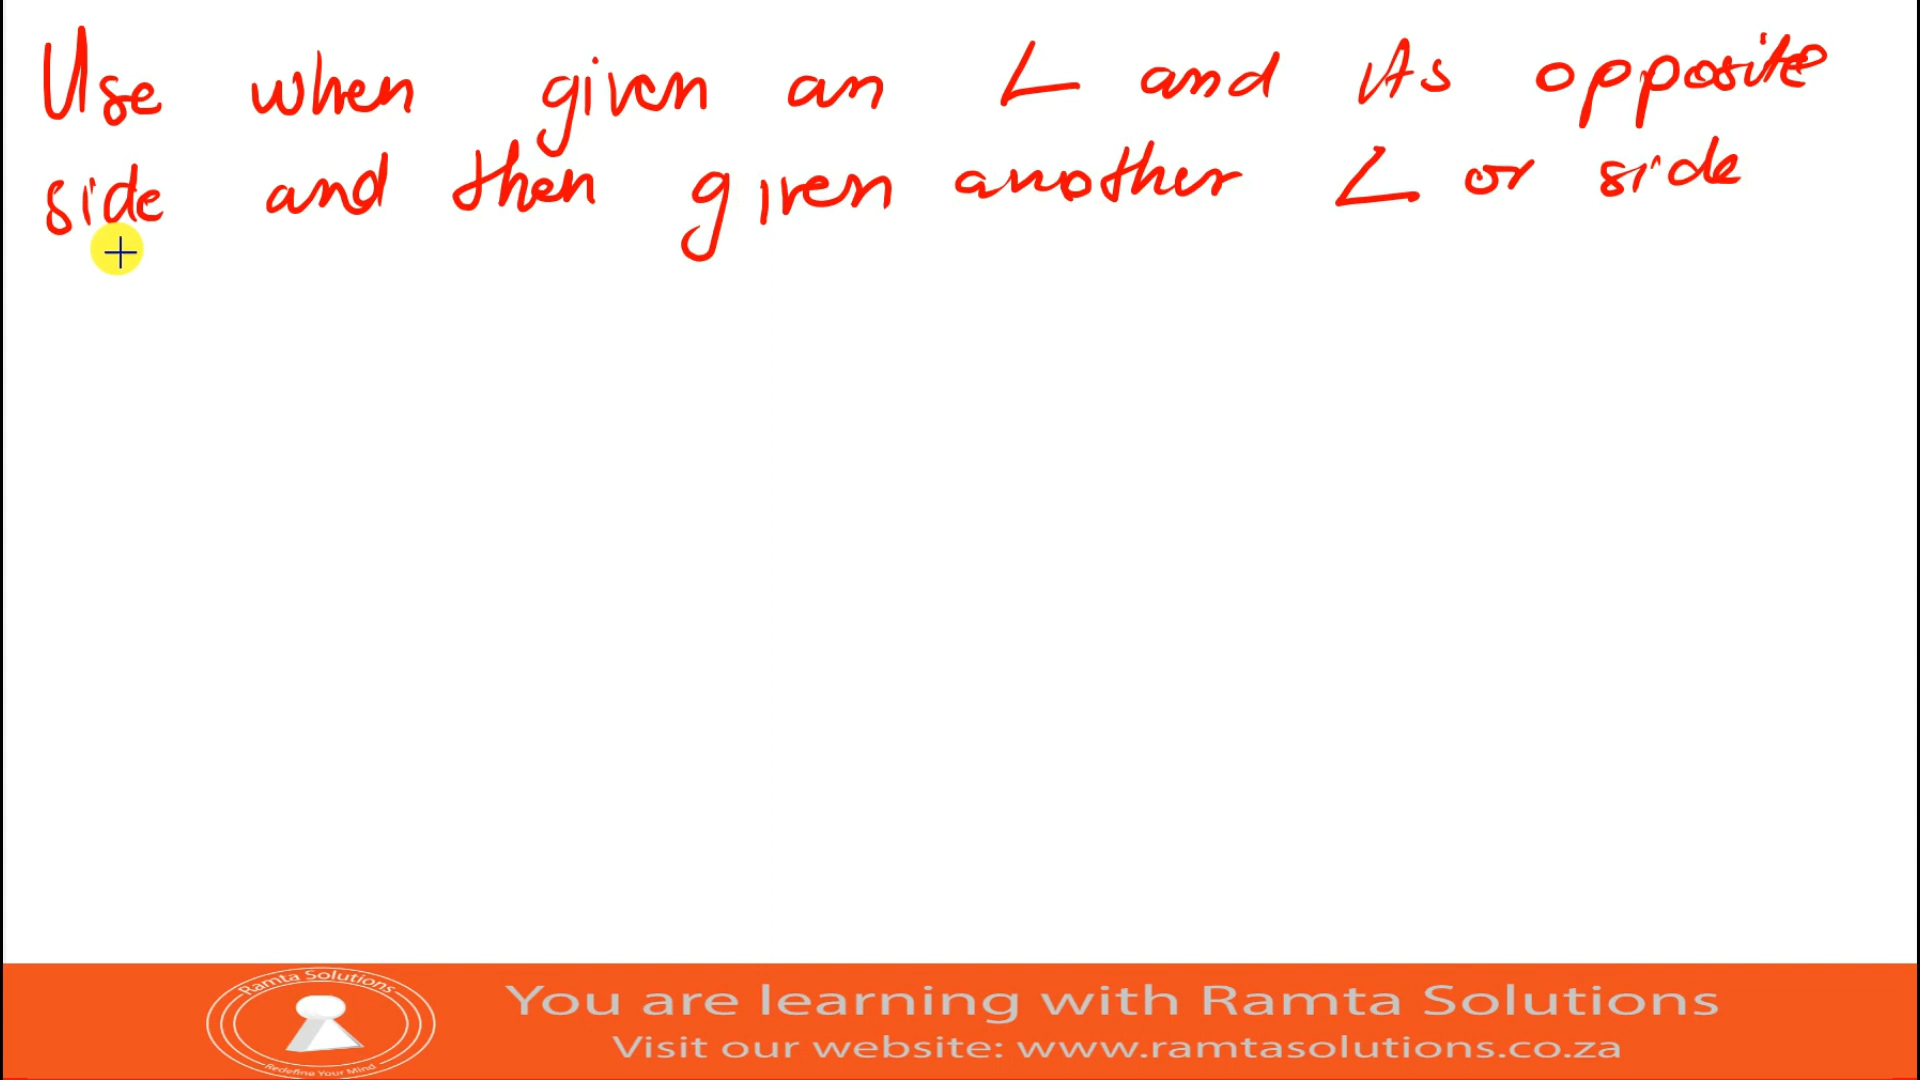 Use when given an ∠ and its opposite
side and then given another ∠ or side
Ramta Solutions
Redefine Your Mind
You are learning with Ramta Solutions
Visit our website: www.ramtasolutions.co.za